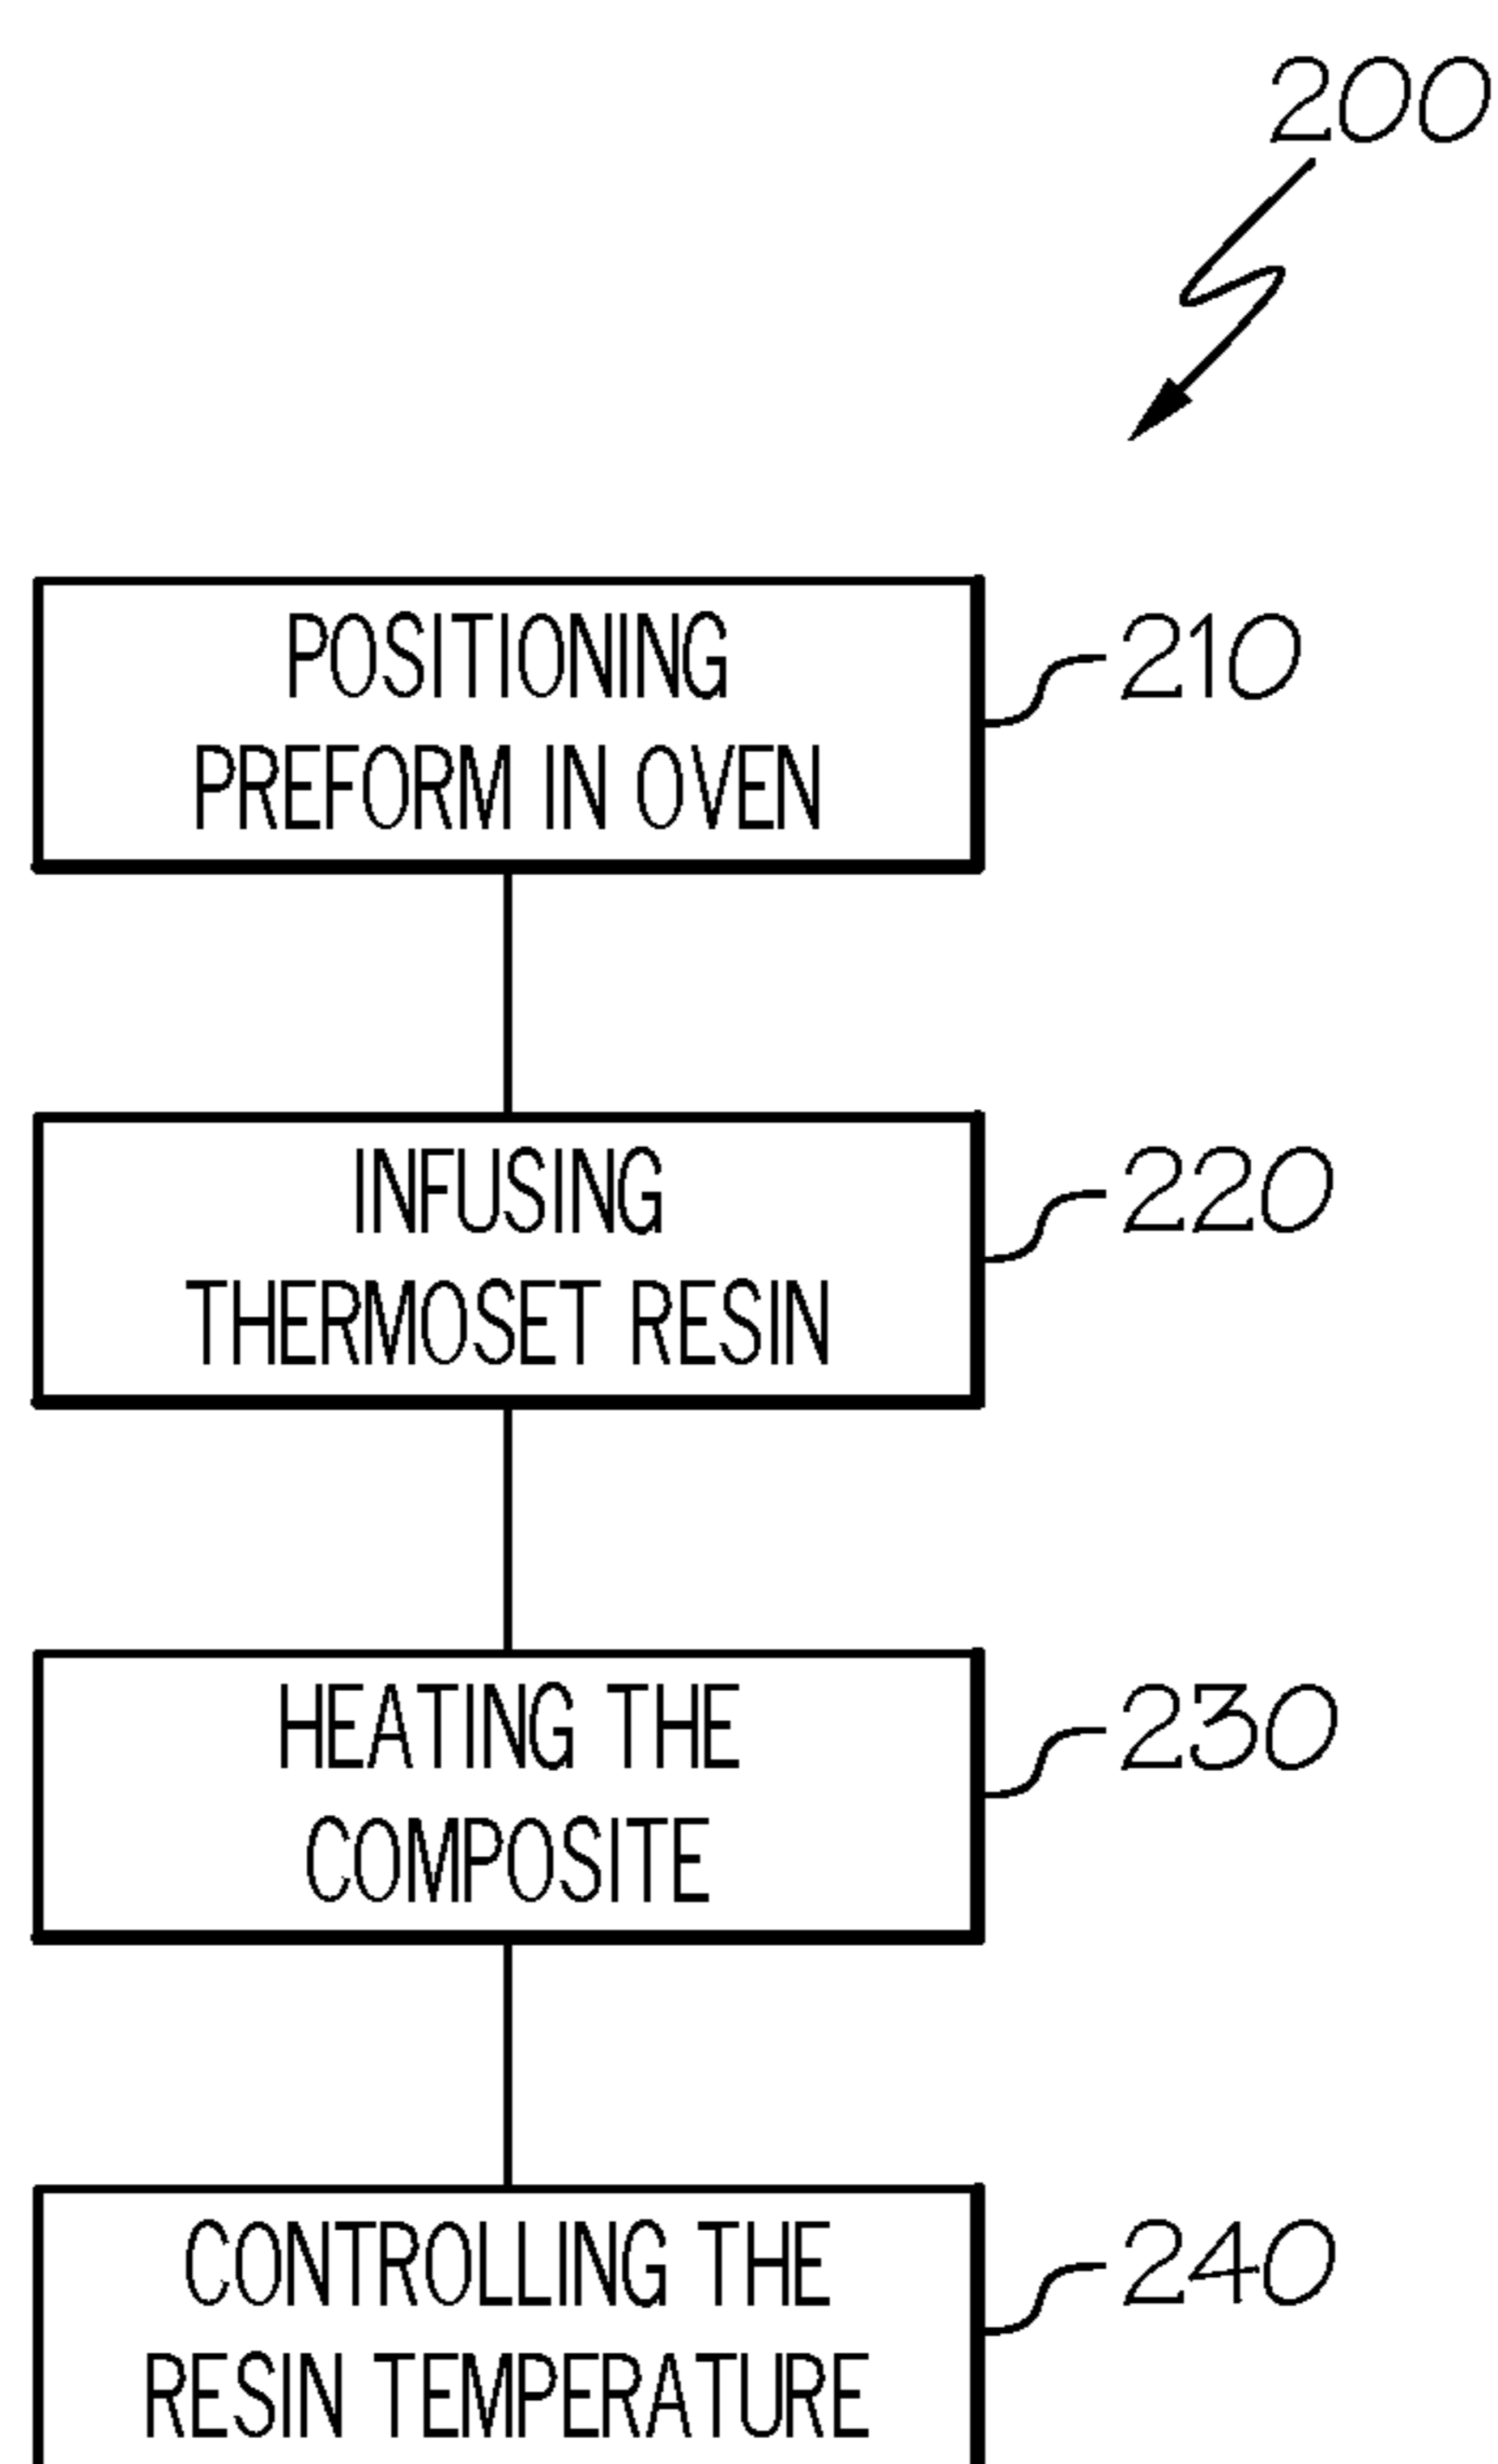 200
POSITIONING
PREFORM IN OVEN
210
INFUSING
THERMOSET RESIN
220
HEATING THE
COMPOSITE
230
CONTROLLING THE
RESIN TEMPERATURE
240